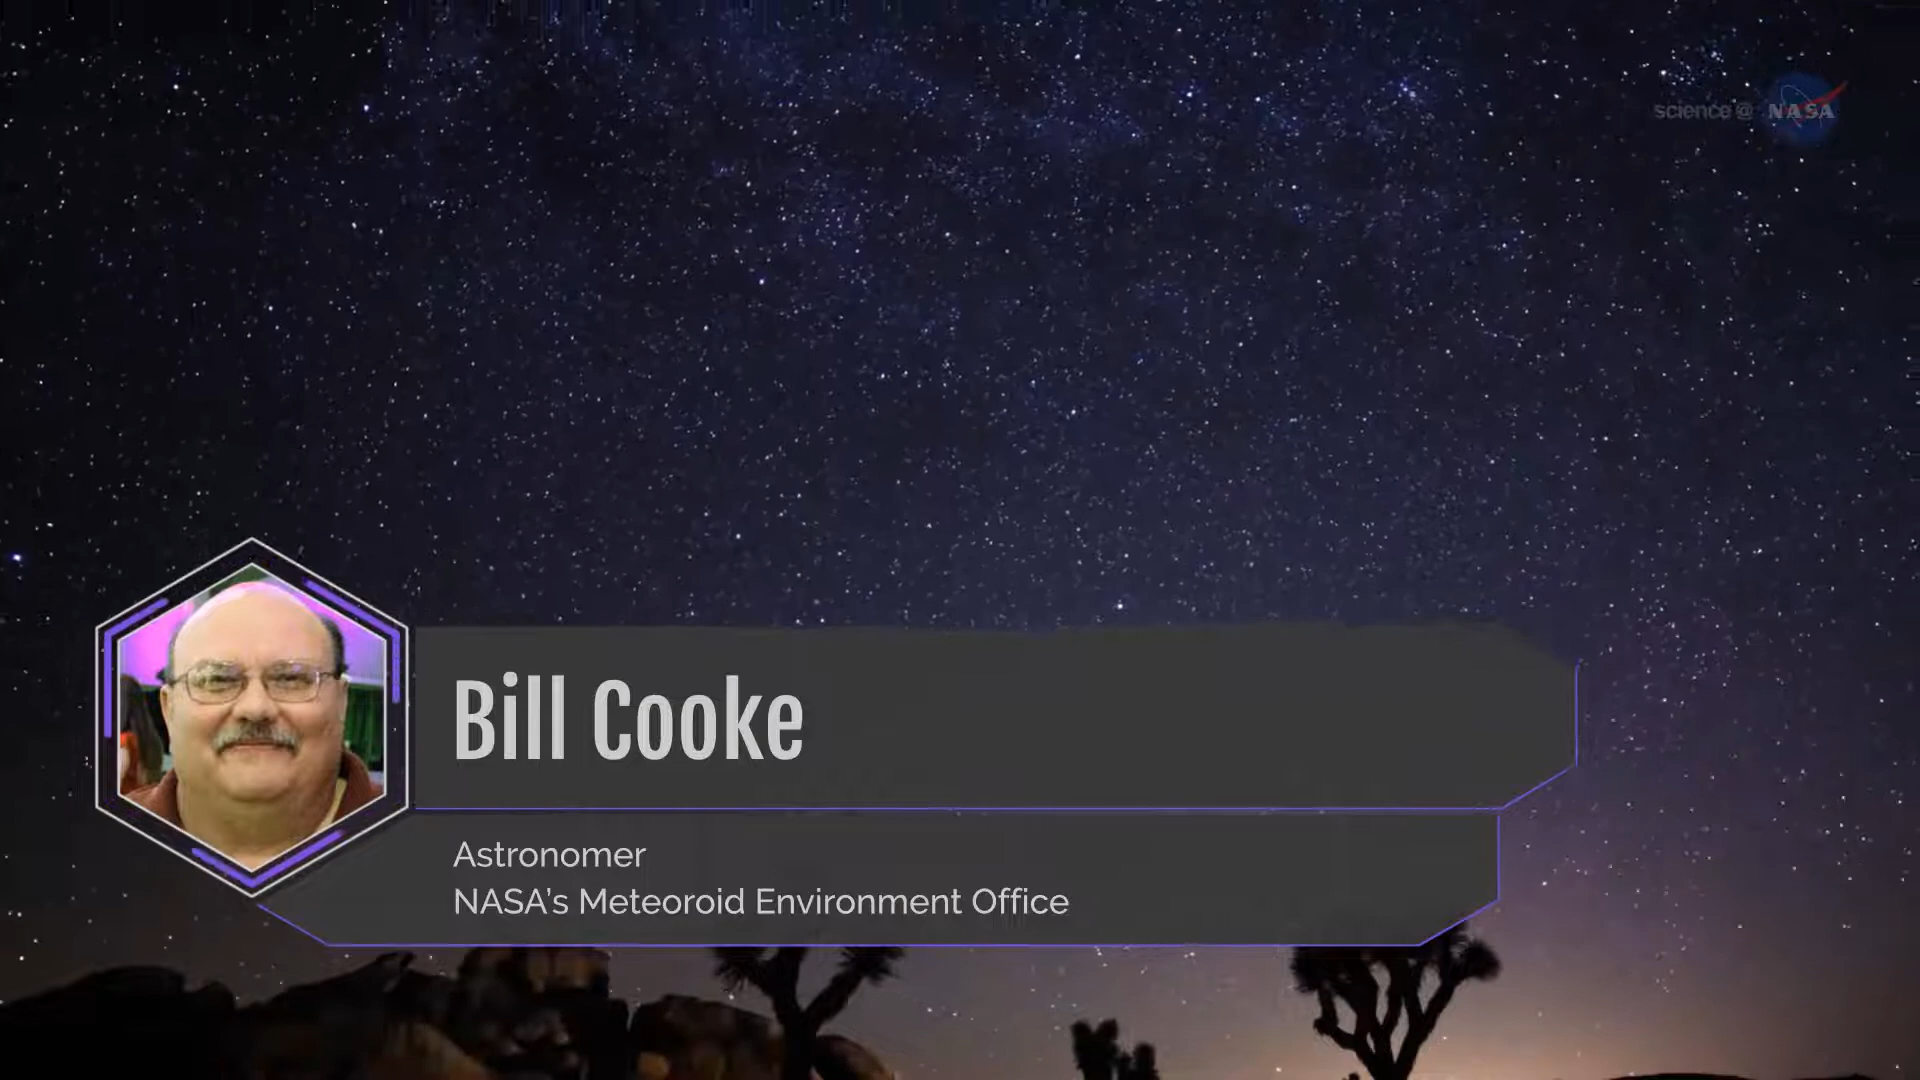 science @ NASA
Bill Cooke
Astronomer
NASA's Meteoroid Environment Office